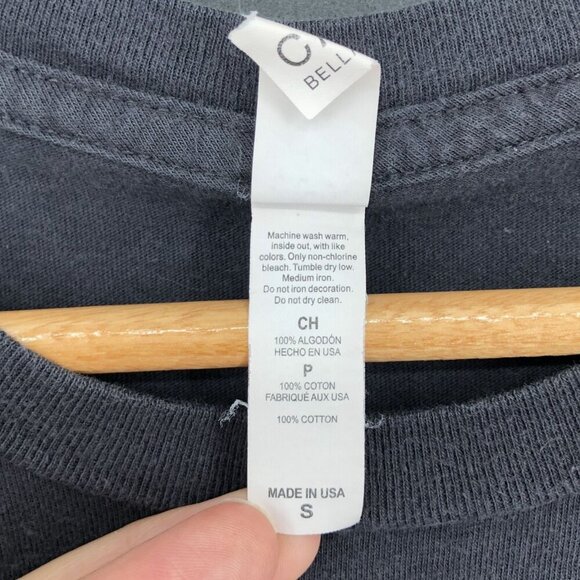 BELL
Machine wash warm,
inside out, with like
colors. Only non-chlorine
bleach. Tumble dry low.
Medium iron.
Do not iron decoration.
Do not dry clean.
CH
100% ALGODÓN
HECHO EN USA
P
100% COTON
FABRIQUÉ AUX USA
100% COTTON
MADE IN USA
S